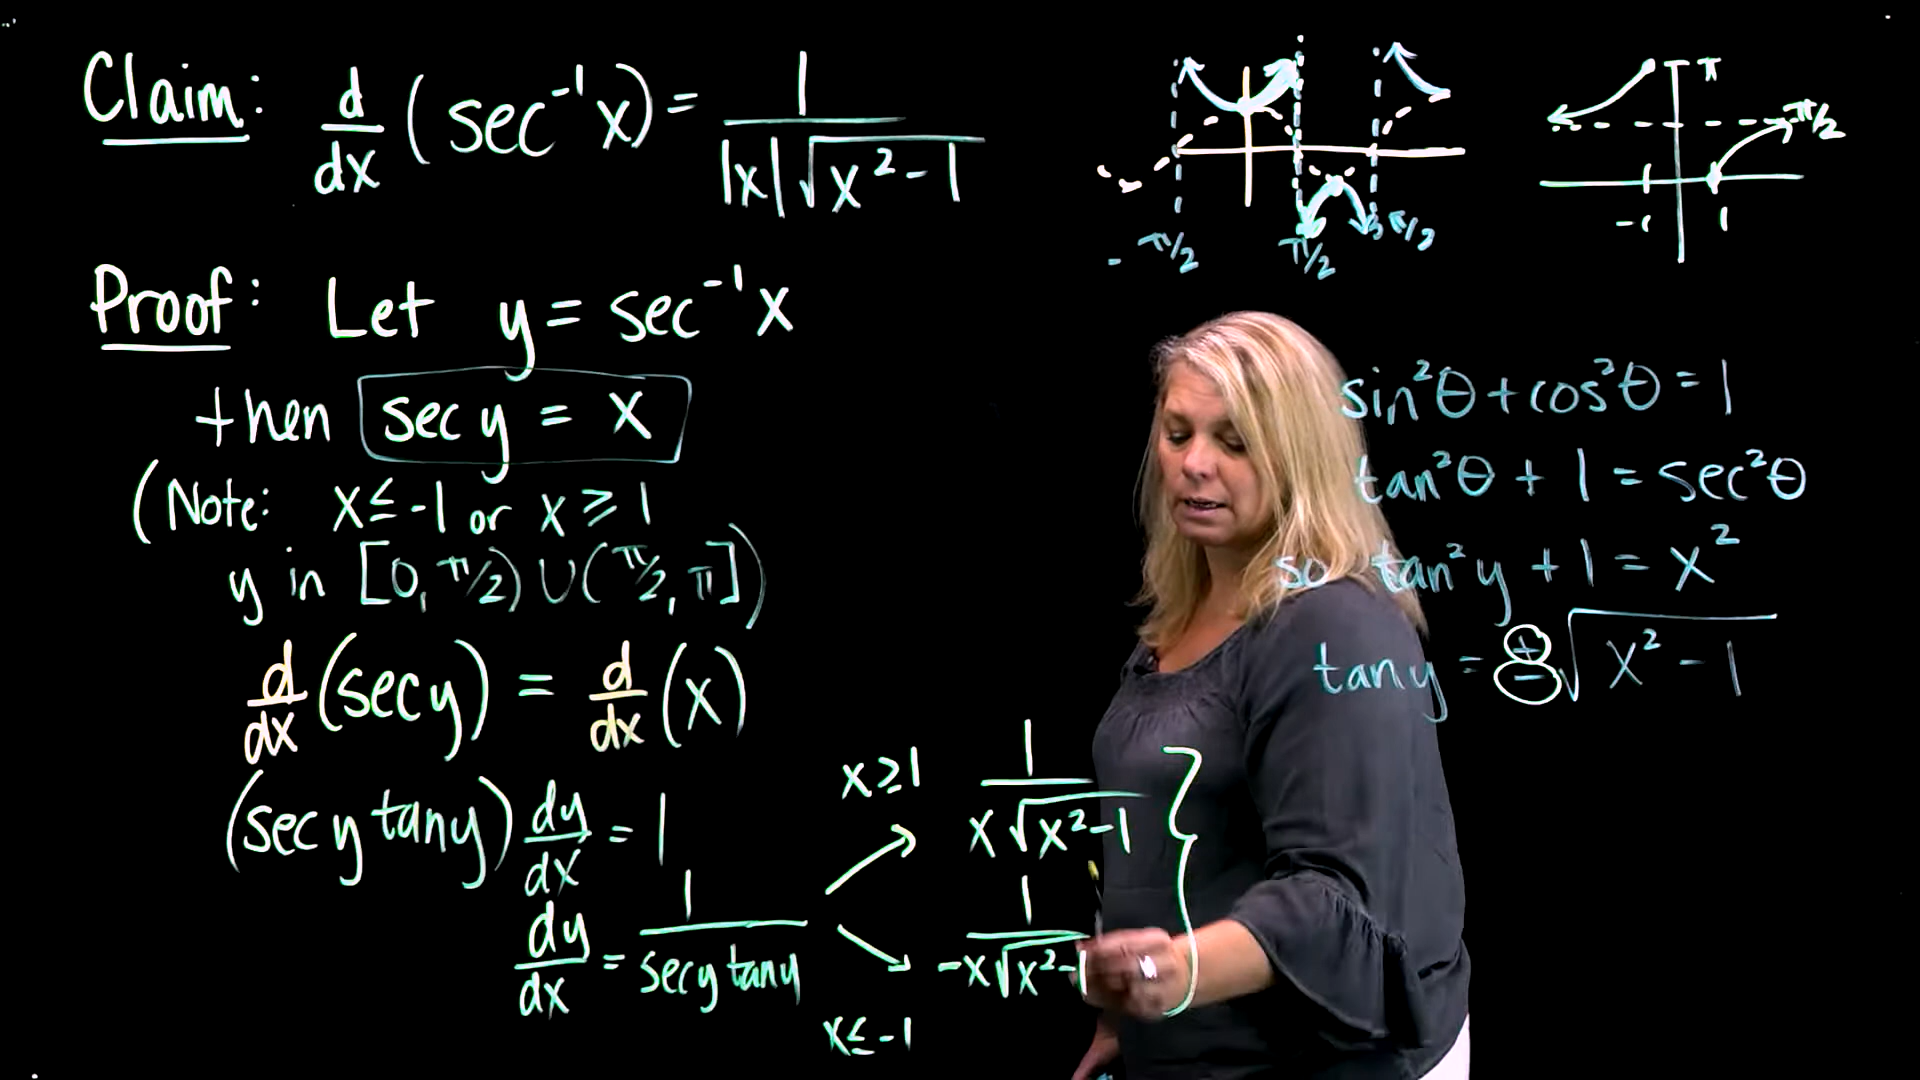 Claim: d/dx (sec⁻¹x) = 1/(|x|√(x²-1))
Proof: Let y = sec⁻¹x
then sec y = x
(Note: x ≤ -1 or x ≥ 1
y in [0, π/2) ∪ (π/2, π])
d/dx (sec y) = d/dx (x)
(sec y tan y) dy/dx = 1
dy/dx = 1/(sec y tan y)
x ≥ 1
1/(x√(x²-1))
1/(-x√(x²-1
x ≤ -1
-π/2
π/2
3π/2
π
π/2
-1
1
sin²θ + cos²θ = 1
tan²θ + 1 = sec²θ
so tan²y + 1 = x²
tan y = ±√(x²-1)